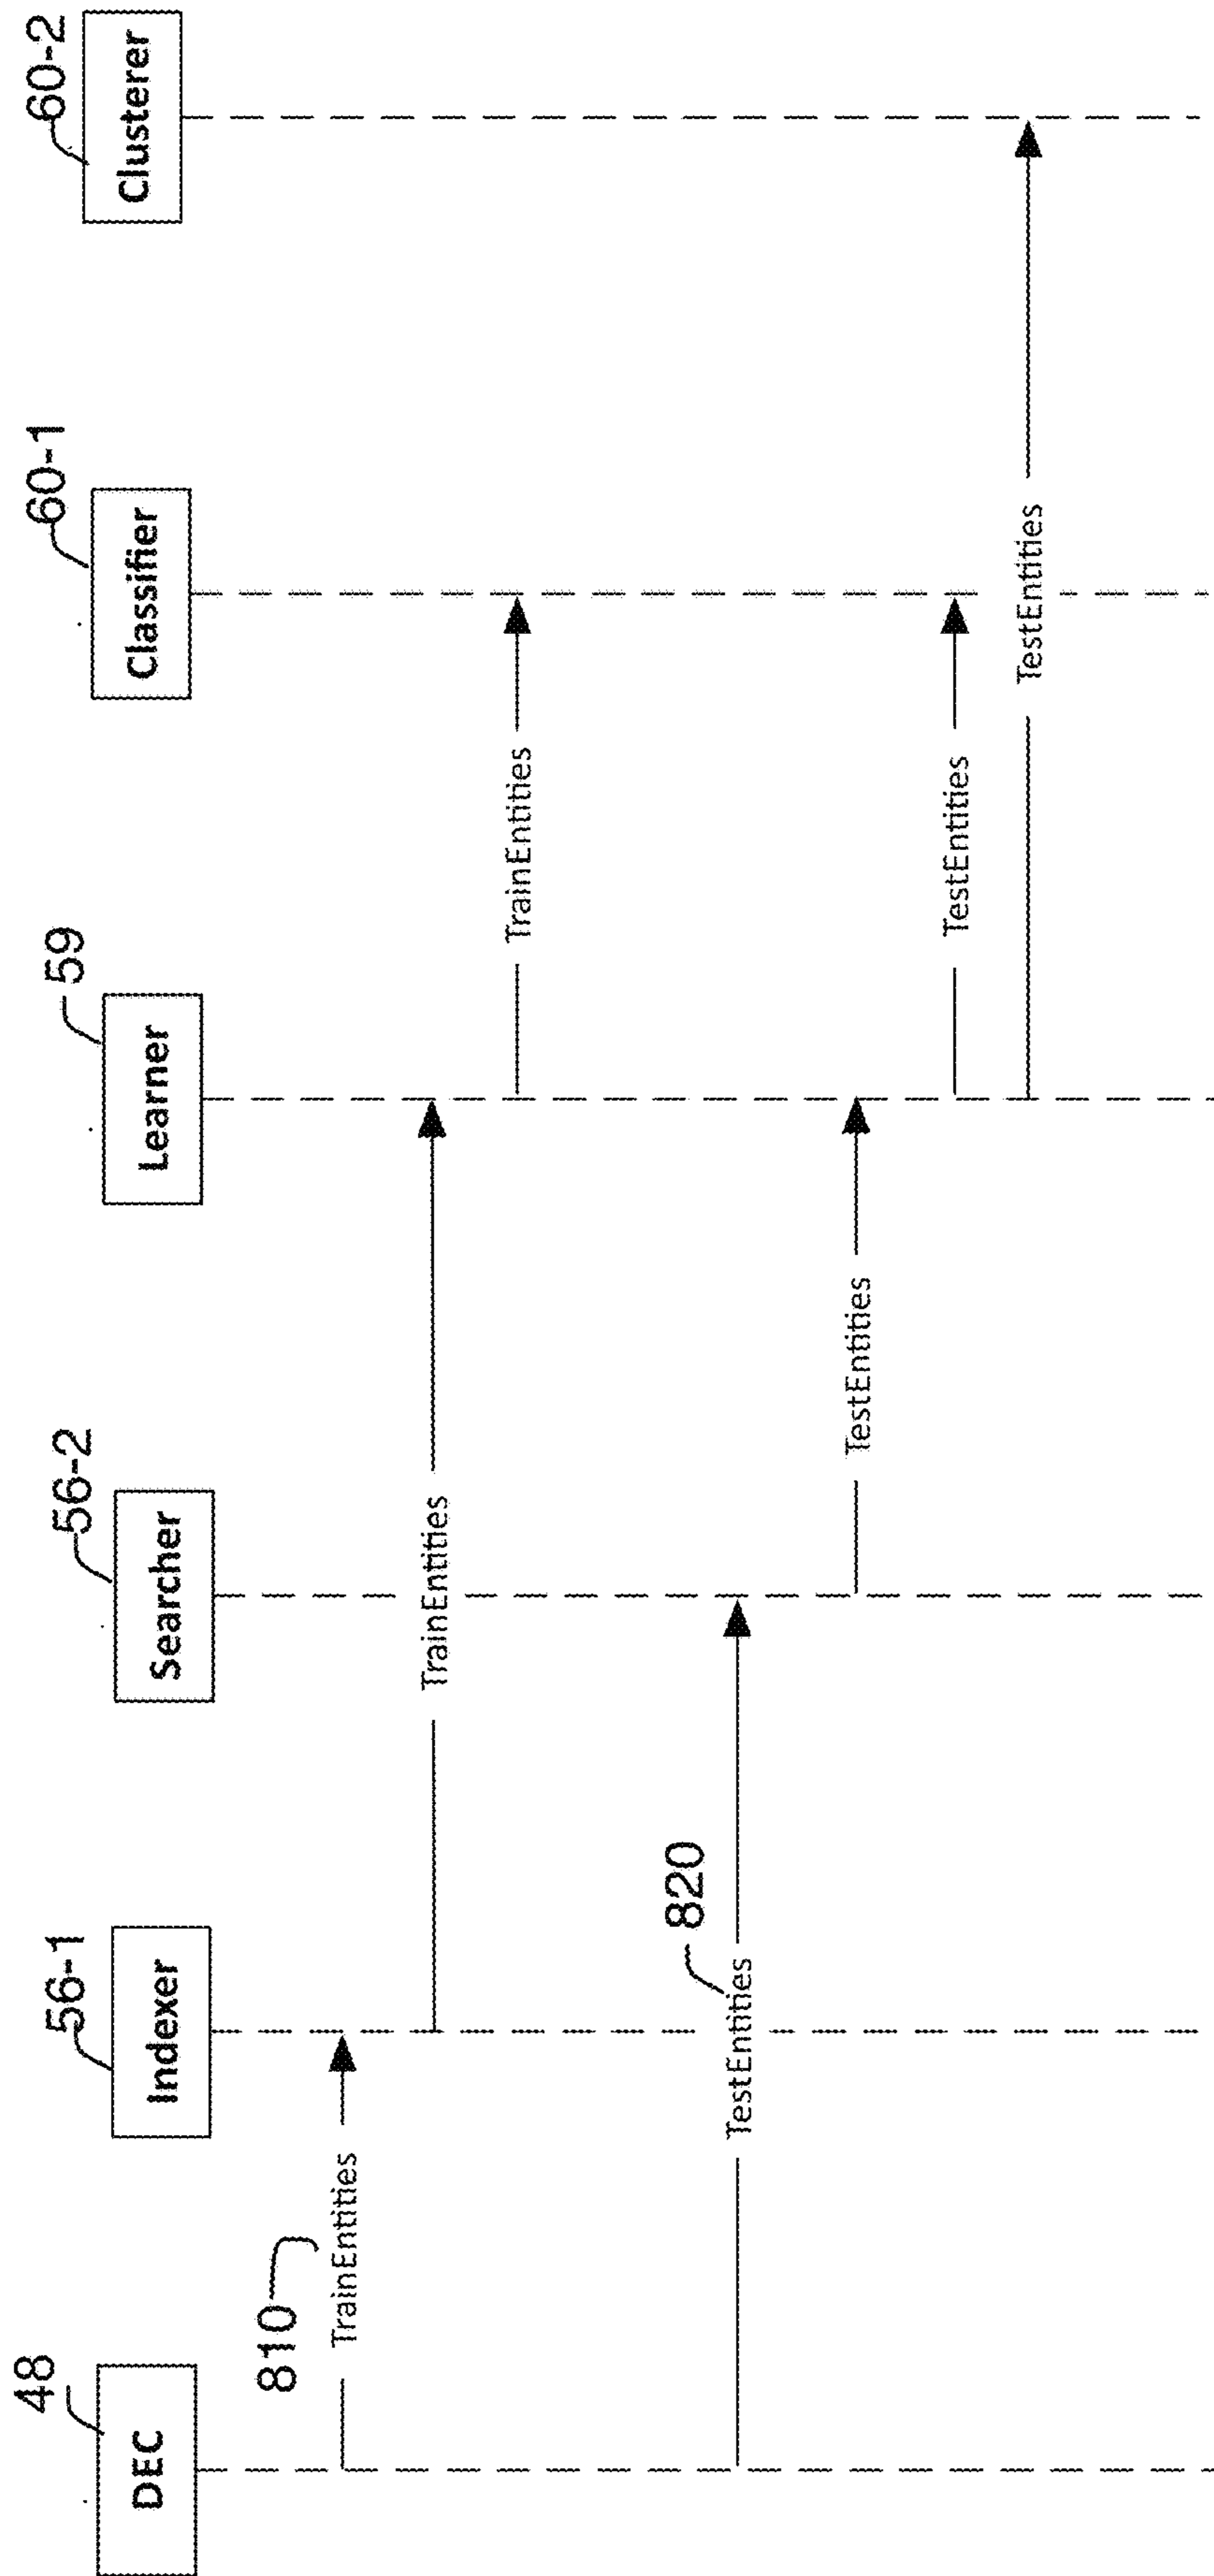 48
DEC
56-1
Indexer
56-2
Searcher
59
Learner
60-1
Classifier
60-2
Clusterer
810
TrainEntities
TrainEntities
TrainEntities
820
TestEntities
TestEntities
TestEntities
TestEntities